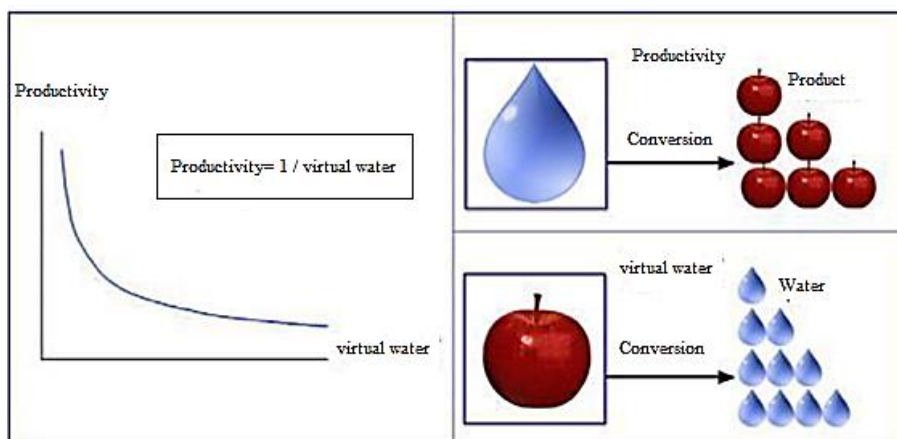 Productivity
Productivity= 1 / virtual water
virtual water
Productivity
Product
Conversion
virtual water
Water
Conversion